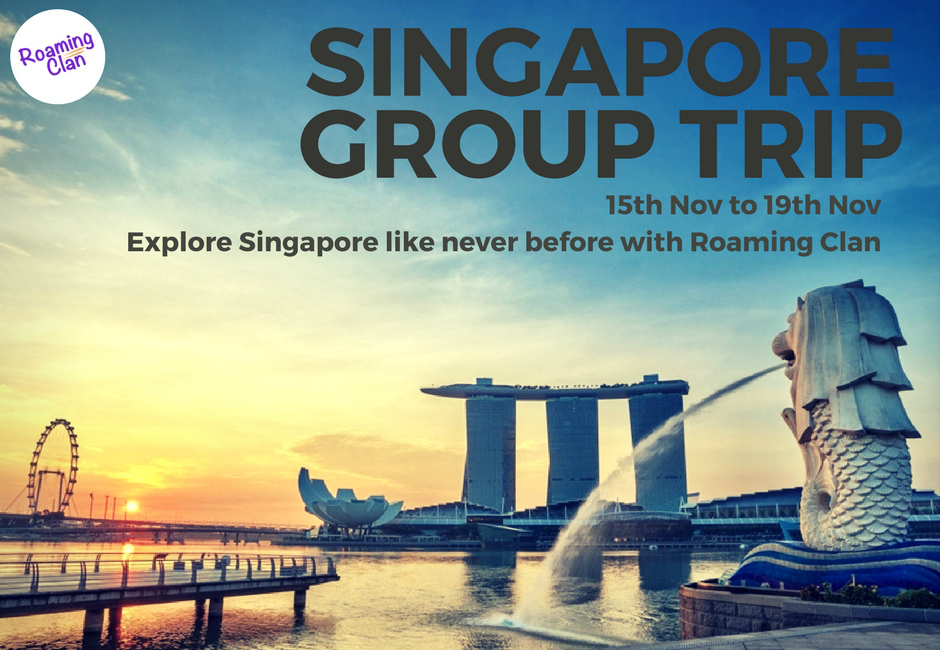 Roaming
Clan
SINGAPORE
GROUP TRIP
15th Nov to 19th Nov
Explore Singapore like never before with Roaming Clan